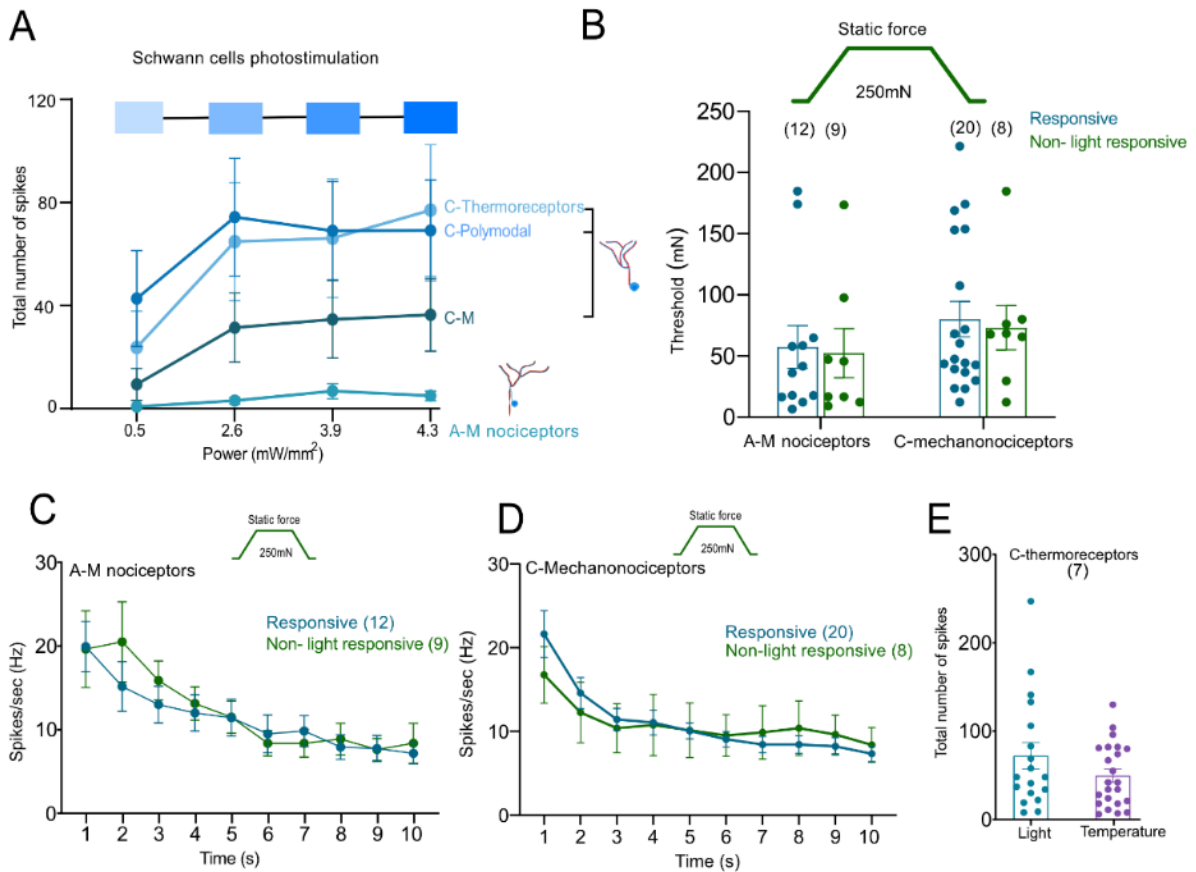 A
Schwann cells photostimulation
120
80
40
0
Total number of spikes
0.5 2.6 3.9 4.3
Power (mW/mm²)
C-Thermoreceptors
C-Polymodal
C-M
A-M nociceptors
B
Static force
250mN
(12) (9) (20) (8)
Responsive
Non- light responsive
250
200
150
100
50
0
Threshold (mN)
A-M nociceptors C-mechanonociceptors
C
Static force
250mN
A-M nociceptors
Responsive (12)
Non- light responsive (9)
30
20
10
0
Spikes/sec (Hz)
1 2 3 4 5 6 7 8 9 10
Time (s)
D
Static force
250mN
C-Mechanonociceptors
Responsive (20)
Non-light responsive (8)
30
20
10
0
Spikes/sec (Hz)
1 2 3 4 5 6 7 8 9 10
Time (s)
E
C-thermoreceptors
(7)
300
200
100
0
Total number of spikes
Light Temperature